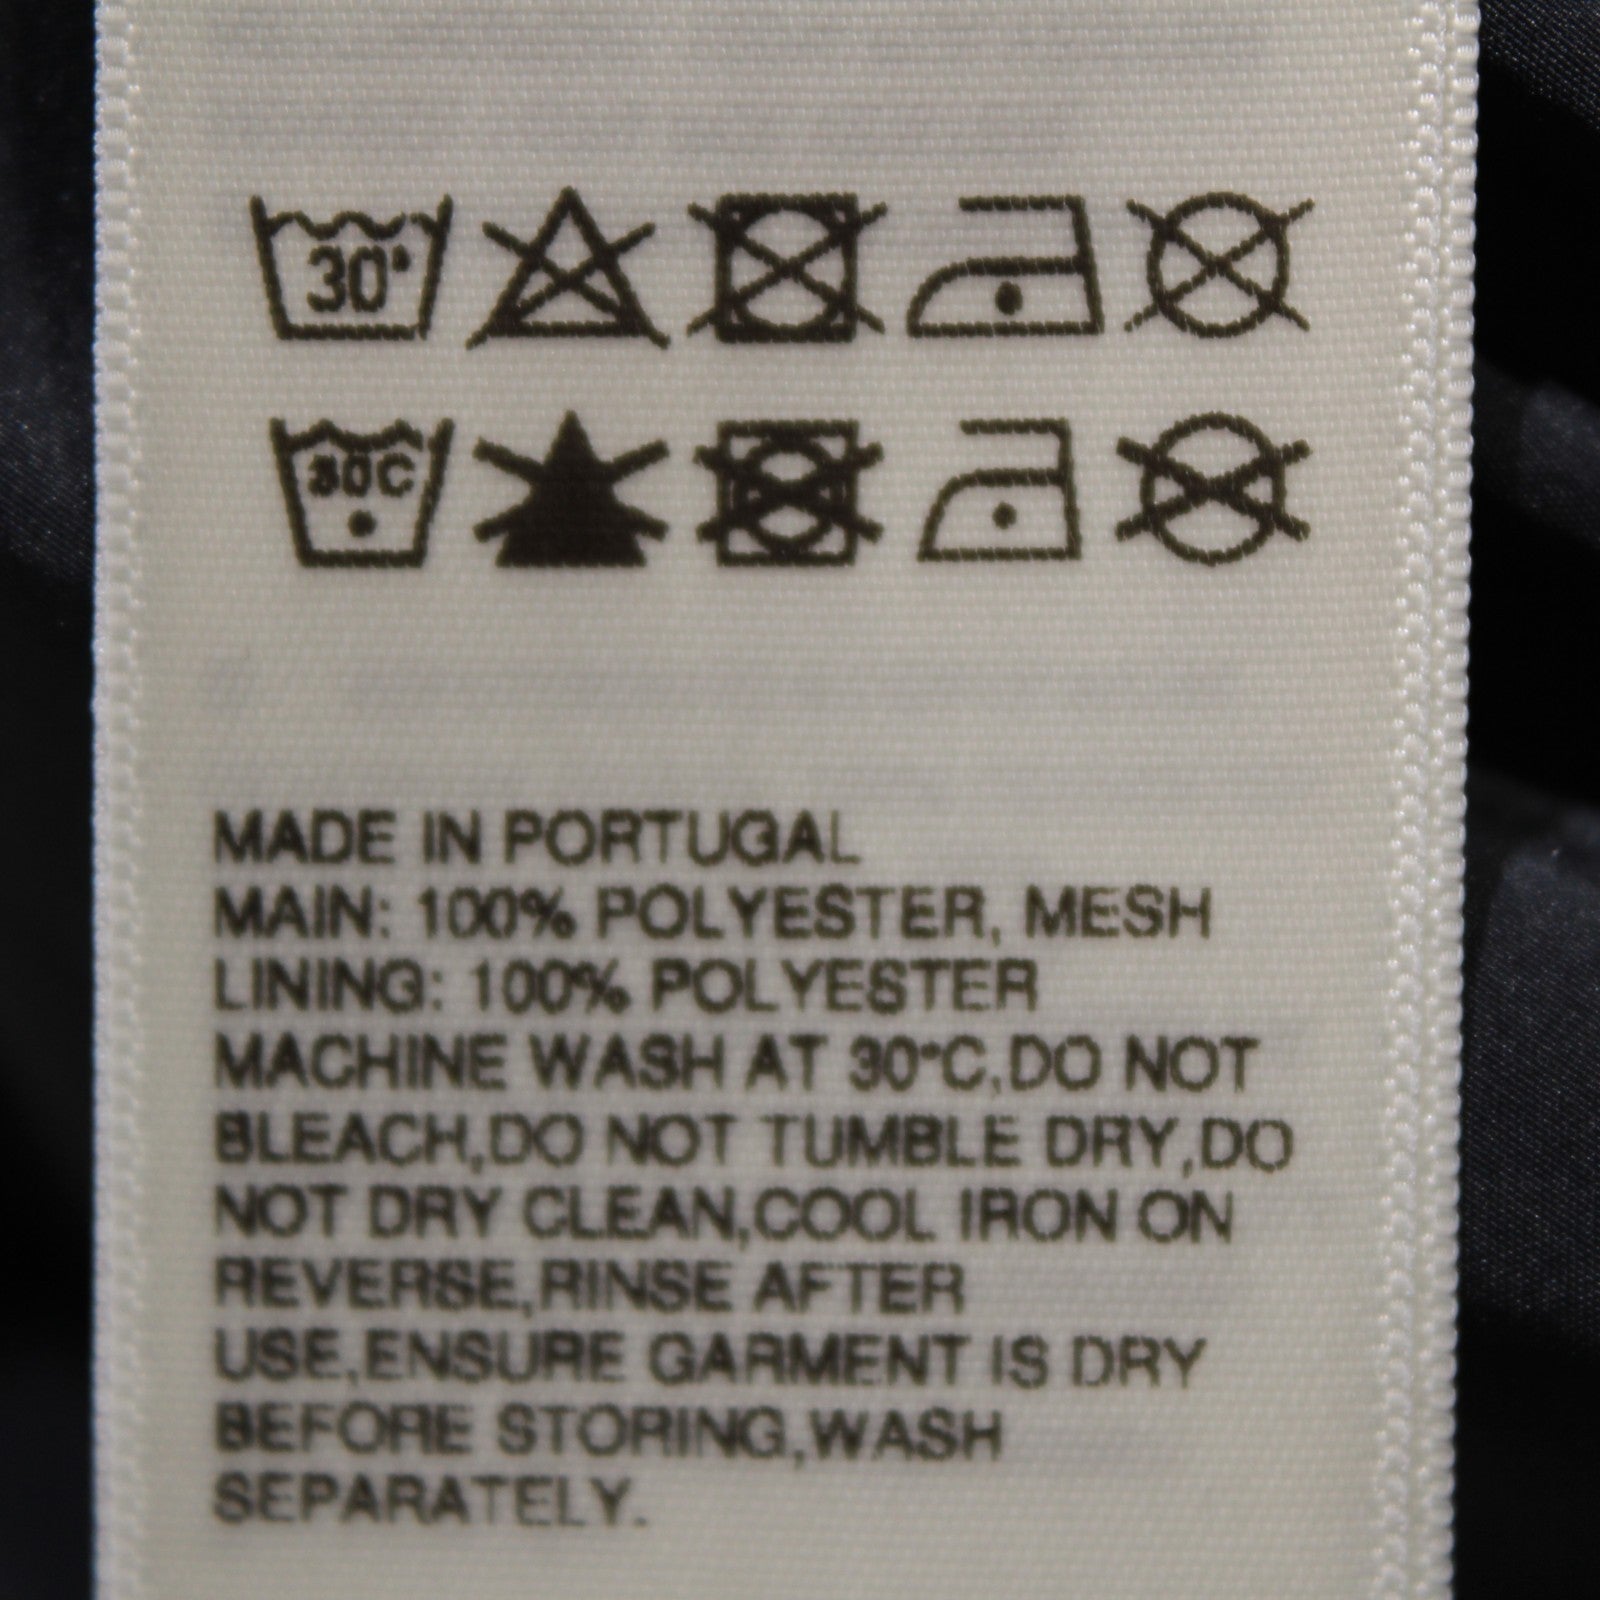 30°
30C
MADE IN PORTUGAL
MAIN: 100% POLYESTER, MESH
LINING: 100% POLYESTER
MACHINE WASH AT 30°C,DO NOT
BLEACH,DO NOT TUMBLE DRY,DO
NOT DRY CLEAN,COOL IRON ON
REVERSE,RINSE AFTER
USE,ENSURE GARMENT IS DRY
BEFORE STORING,WASH
SEPARATELY.